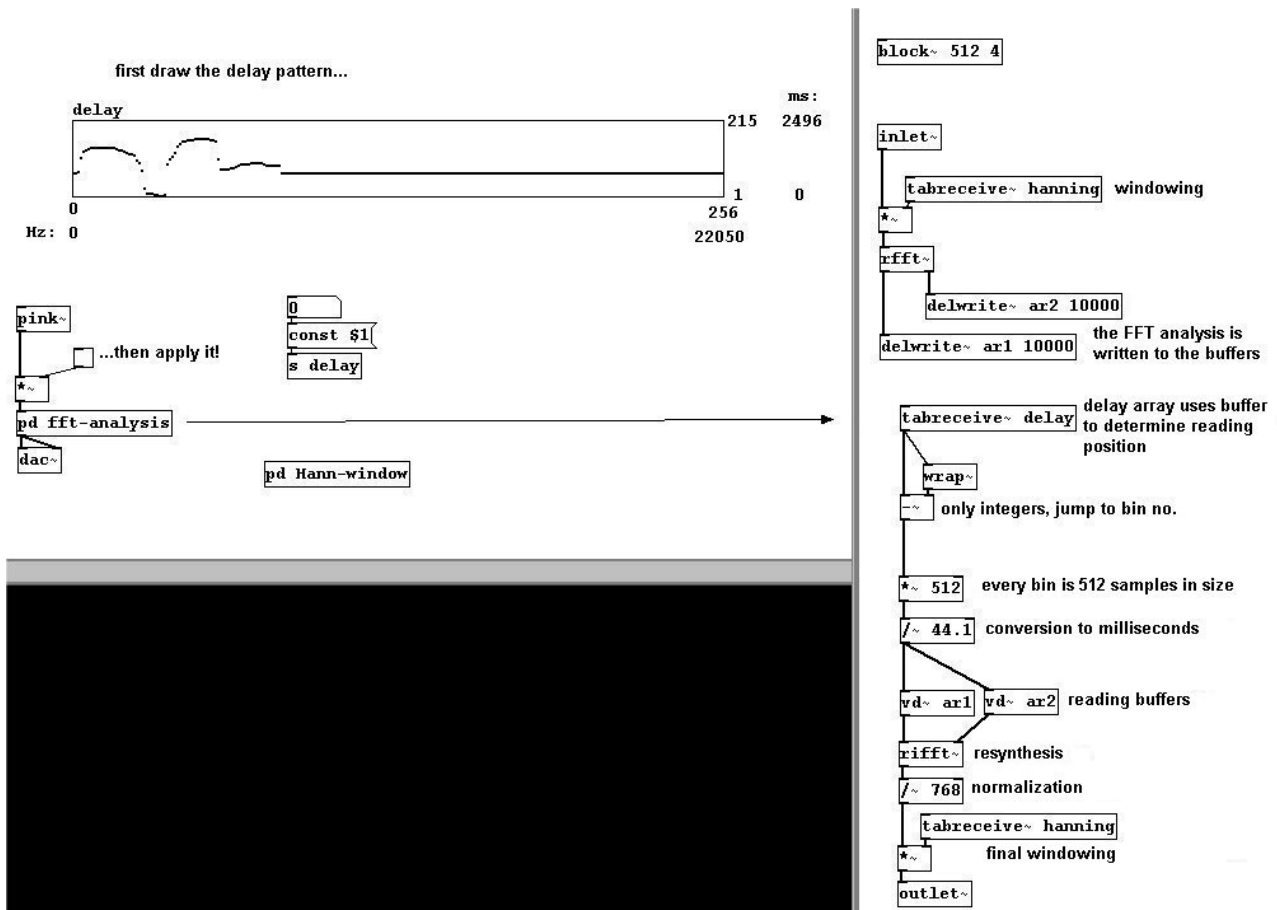 first draw the delay pattern...
delay
ms:
215 2496
1 0
0 256
Hz: 0 22050
pink~
...then apply it!
*~
pd fft-analysis
dac~
0
const $1
s delay
pd Hann-window
block~ 512 4
inlet~
tabreceive~ hanning windowing
*~
rfft~
delwrite~ ar2 10000
delwrite~ ar1 10000
the FFT analysis is
written to the buffers
tabreceive~ delay
delay array uses buffer
to determine reading
position
wrap~
-~ only integers, jump to bin no.
*~ 512 every bin is 512 samples in size
/~ 44.1 conversion to milliseconds
vd~ ar1 vd~ ar2 reading buffers
rifft~ resynthesis
/~ 768 normalization
tabreceive~ hanning
*~ final windowing
outlet~